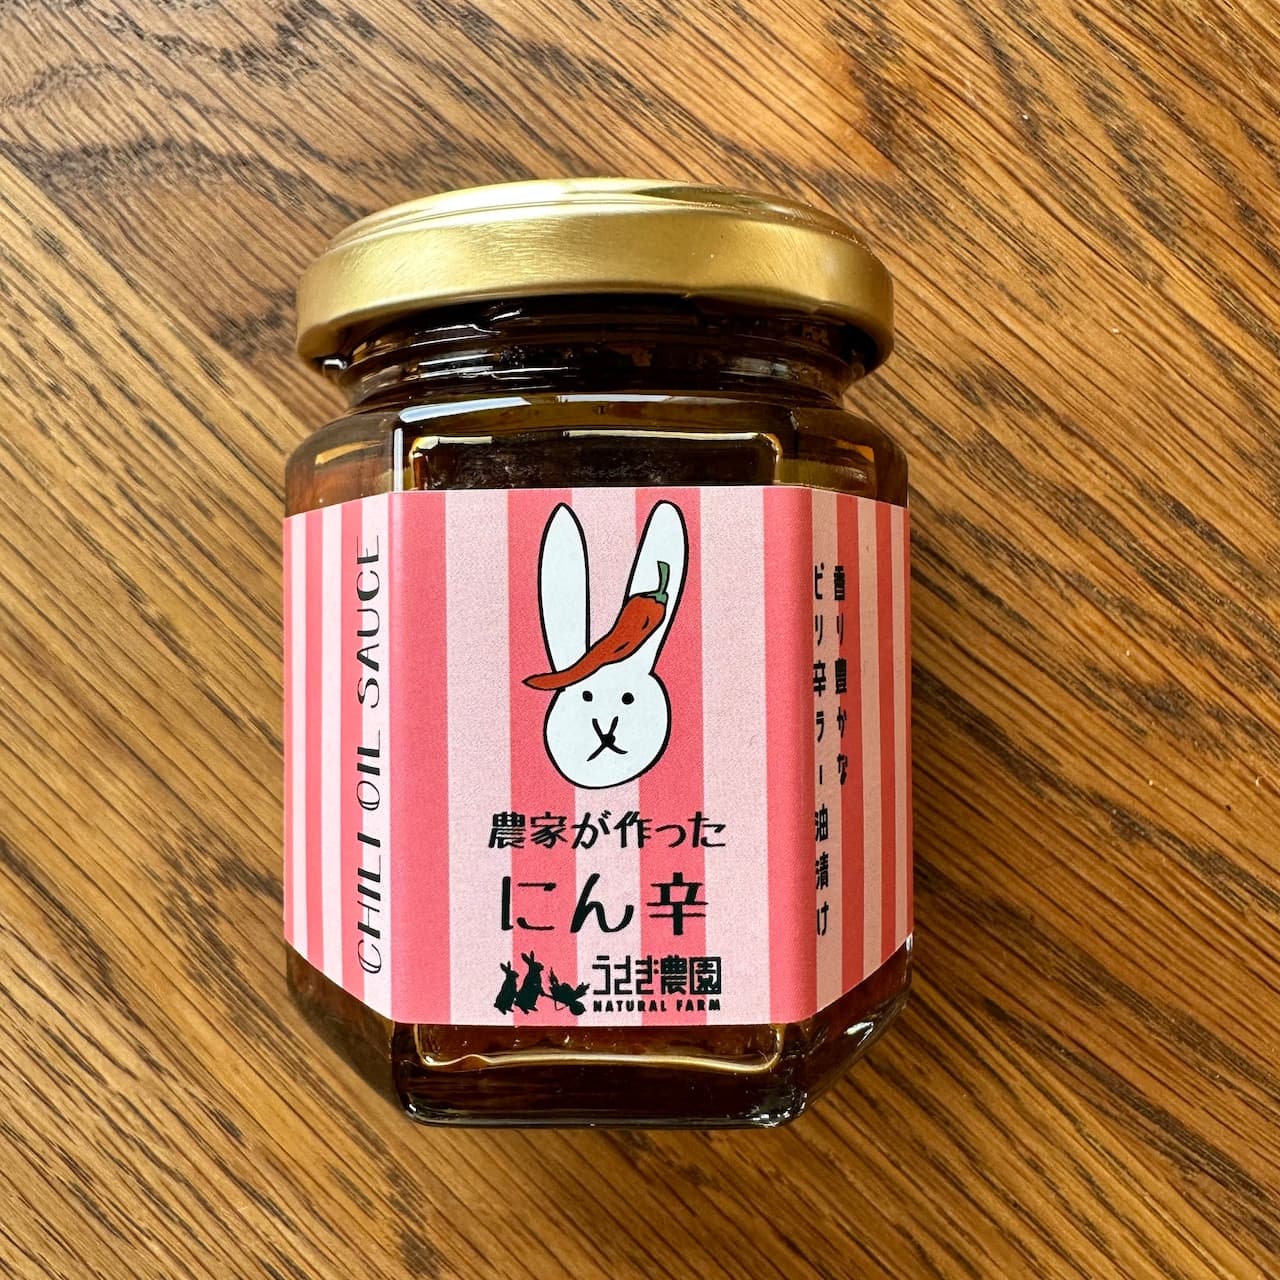 CHILI OIL SAUCE
農家が作った
にん辛
うさぎ農園
NATURAL FARM
香り豊かな
ピリ辛ラー油漬け